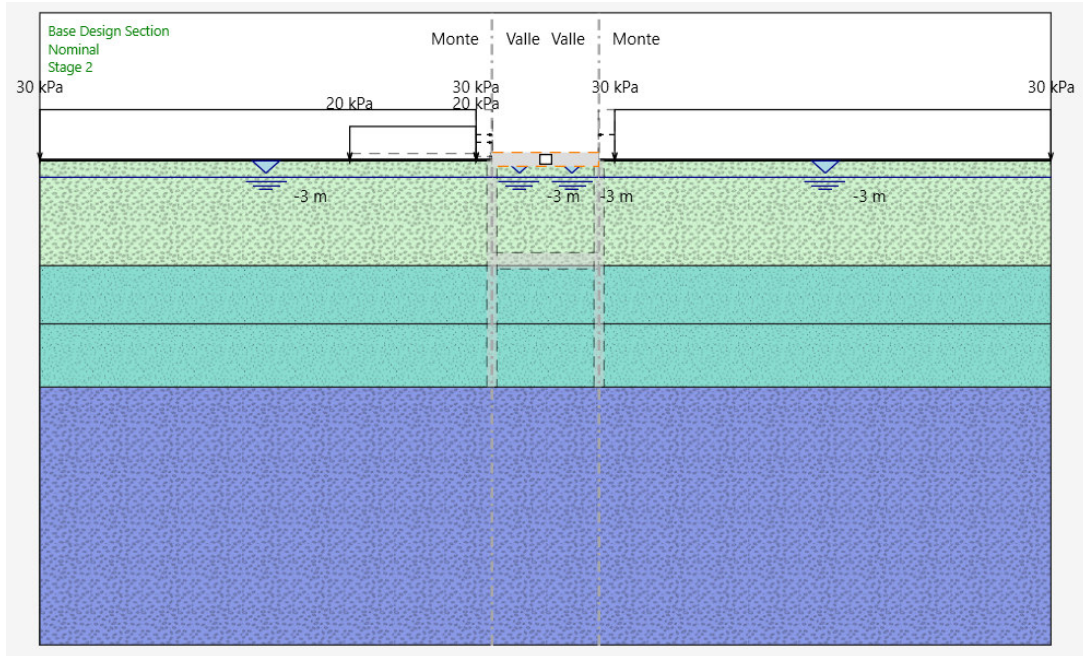 Base Design Section
Nominal
Stage 2
Monte Valle Valle Monte
30 kPa 30 kPa 30 kPa 30 kPa
20 kPa 20 kPa
-3 m -3 m -3 m -3 m